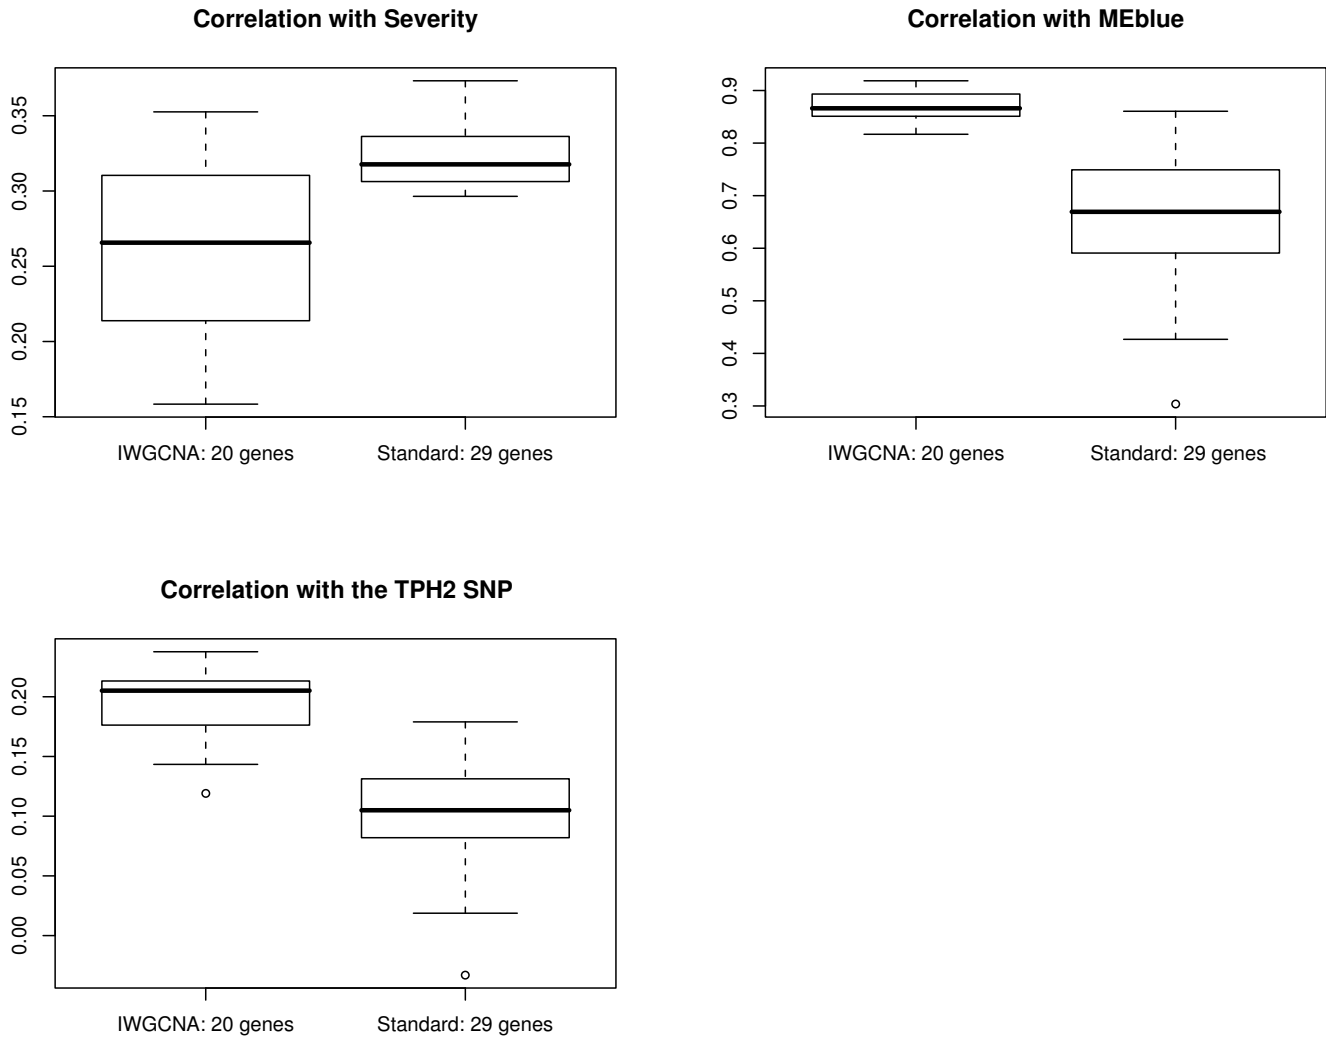 Correlation with Severity
0.35
0.30
0.25
0.20
0.15
IWGCNA: 20 genes
Standard: 29 genes
Correlation with MEblue
0.9
0.8
0.7
0.6
0.5
0.4
0.3
IWGCNA: 20 genes
Standard: 29 genes
Correlation with the TPH2 SNP
0.20
0.15
0.10
0.05
0.00
IWGCNA: 20 genes
Standard: 29 genes